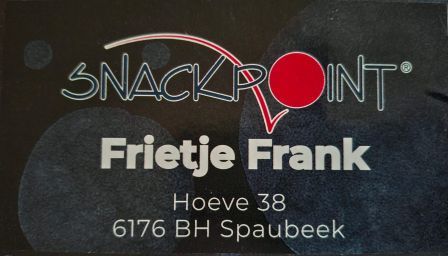 SNACKPOINT®
Frietje Frank
Hoeve 38
6176 BH Spaubeek